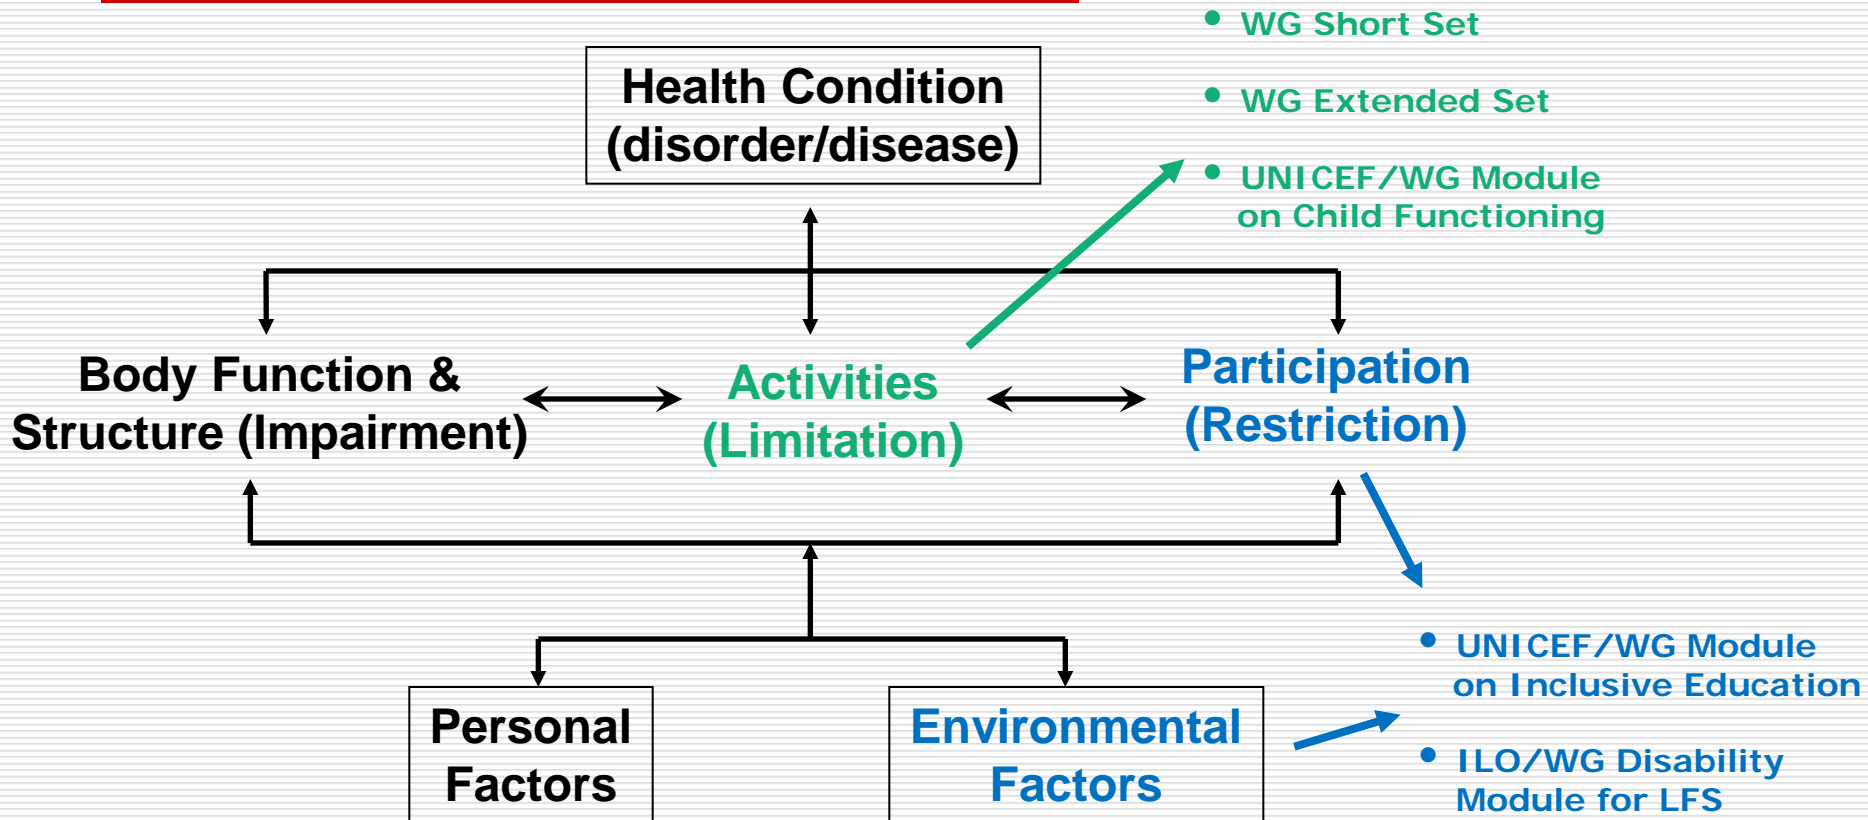 • WG Short Set
• WG Extended Set
• UNICEF/WG Module
on Child Functioning
Health Condition
(disorder/disease)
Body Function &
Structure (Impairment)
Activities
(Limitation)
Participation
(Restriction)
Personal
Factors
Environmental
Factors
• UNICEF/WG Module
on Inclusive Education
• ILO/WG Disability
Module for LFS